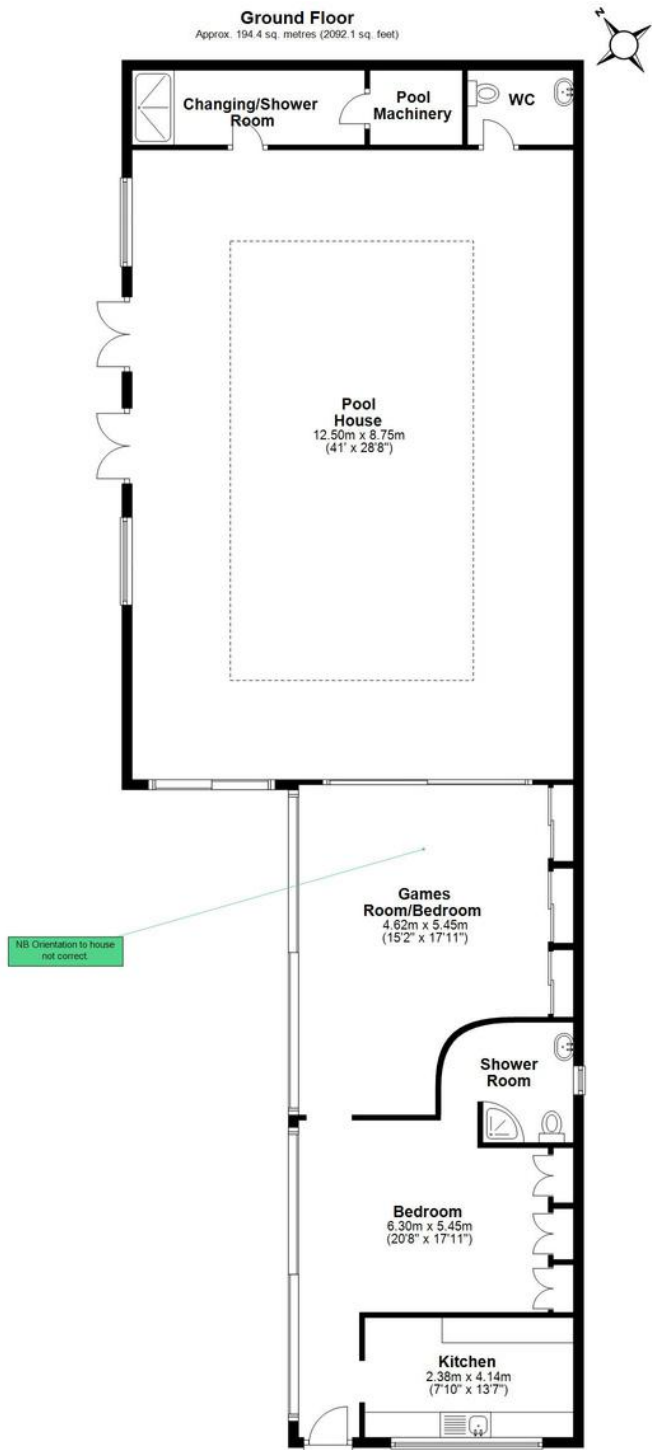 Ground Floor
Approx. 194.4 sq. metres (2092.1 sq. feet)
N
Changing/Shower
Room
Pool
Machinery
WC
Pool
House
12.50m x 8.75m
(41' x 28'8")
Games
Room/Bedroom
4.62m x 5.45m
(15'2" x 17'11")
NB Orientation to house
not correct.
Shower
Room
Bedroom
6.30m x 5.45m
(20'8" x 17'11")
Kitchen
2.38m x 4.14m
(7'10" x 13'7")